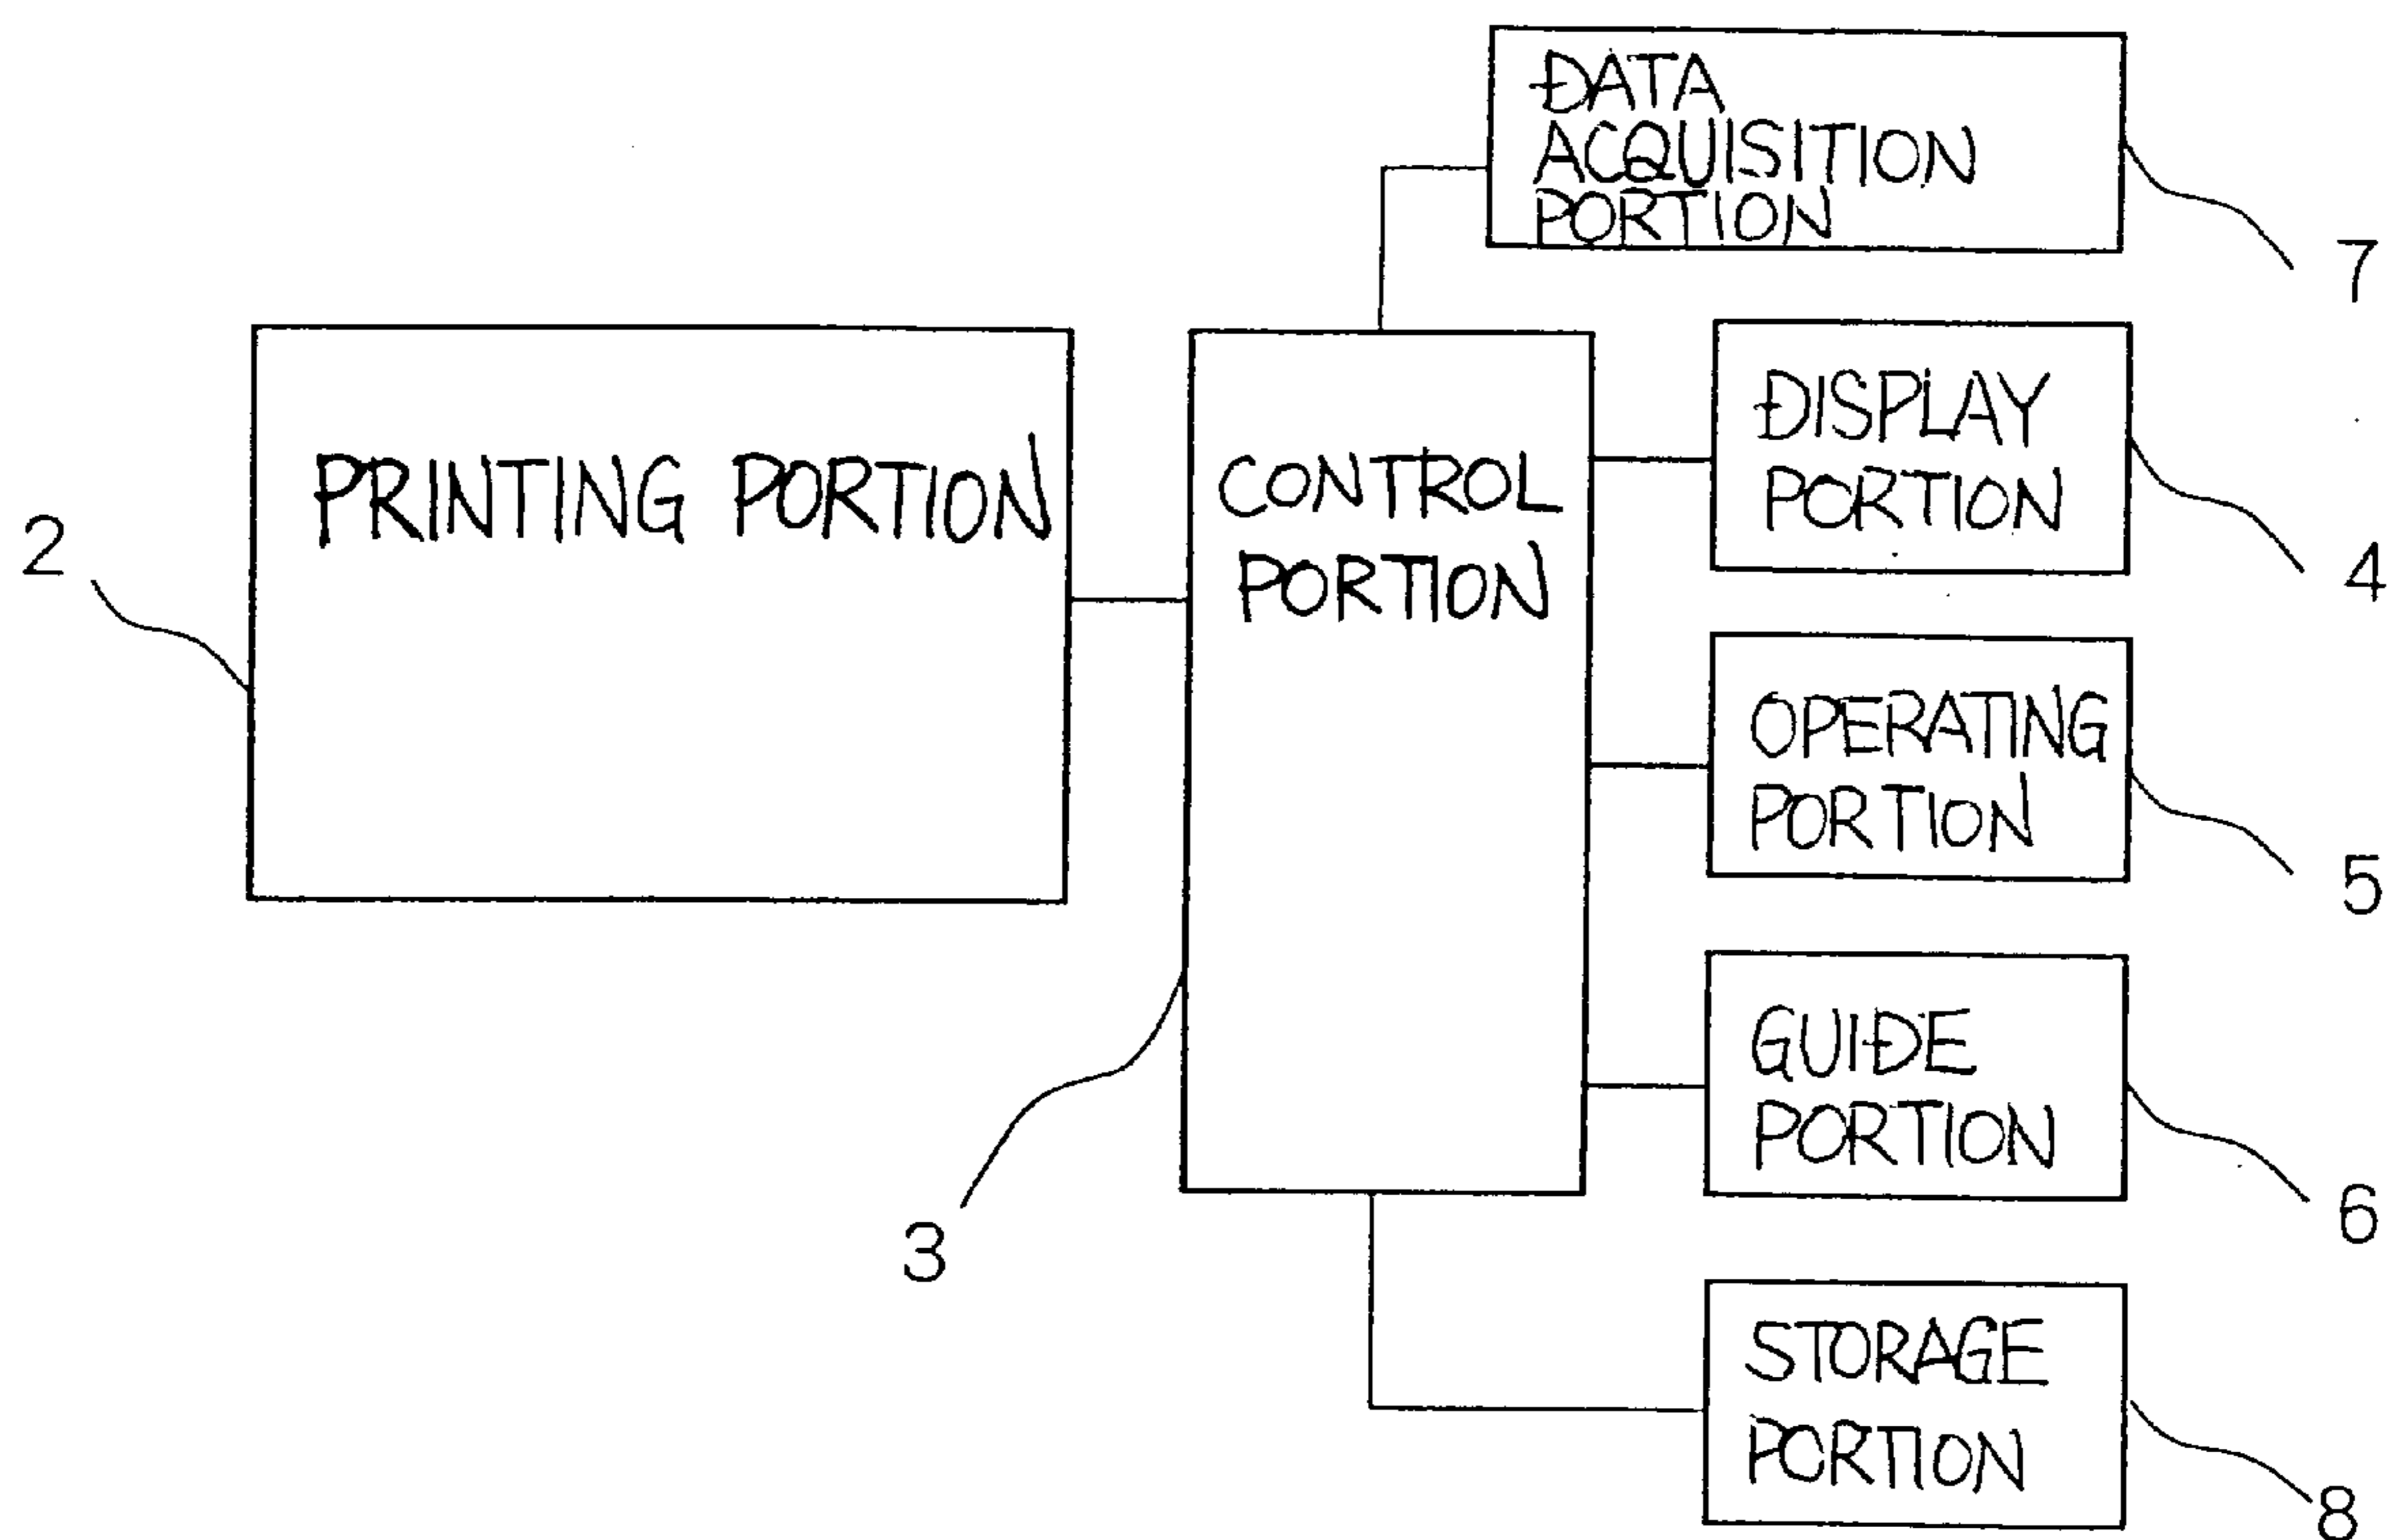 DATA
ACQUISITION
PORTION
7
PRINTING PORTION
2
CONTROL
PORTION
3
DISPLAY
PORTION
4
OPERATING
PORTION
5
GUIDE
PORTION
6
STORAGE
PORTION
8